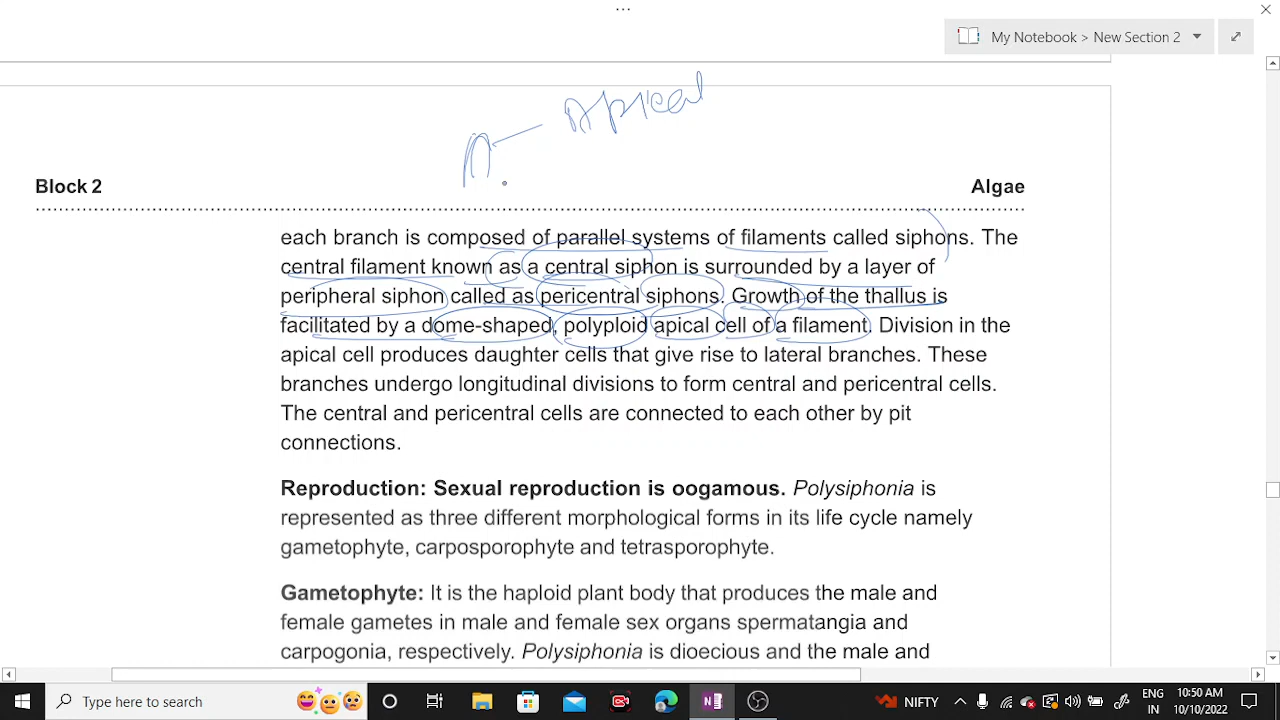 ...
My Notebook > New Section 2
Apical
Block 2
Algae
each branch is composed of parallel systems of filaments called siphons. The
central filament known as a central siphon is surrounded by a layer of
peripheral siphon called as pericentral siphons. Growth of the thallus is
facilitated by a dome-shaped, polyploid apical cell of a filament. Division in the
apical cell produces daughter cells that give rise to lateral branches. These
branches undergo longitudinal divisions to form central and pericentral cells.
The central and pericentral cells are connected to each other by pit
connections.
Reproduction: Sexual reproduction is oogamous. Polysiphonia is
represented as three different morphological forms in its life cycle namely
gametophyte, carposporophyte and tetrasporophyte.
Gametophyte: It is the haploid plant body that produces the male and
female gametes in male and female sex organs spermatangia and
carpogonia, respectively. Polysiphonia is dioecious and the male and
Type here to search
NIFTY
ENG
IN
10:50 AM
10/10/2022